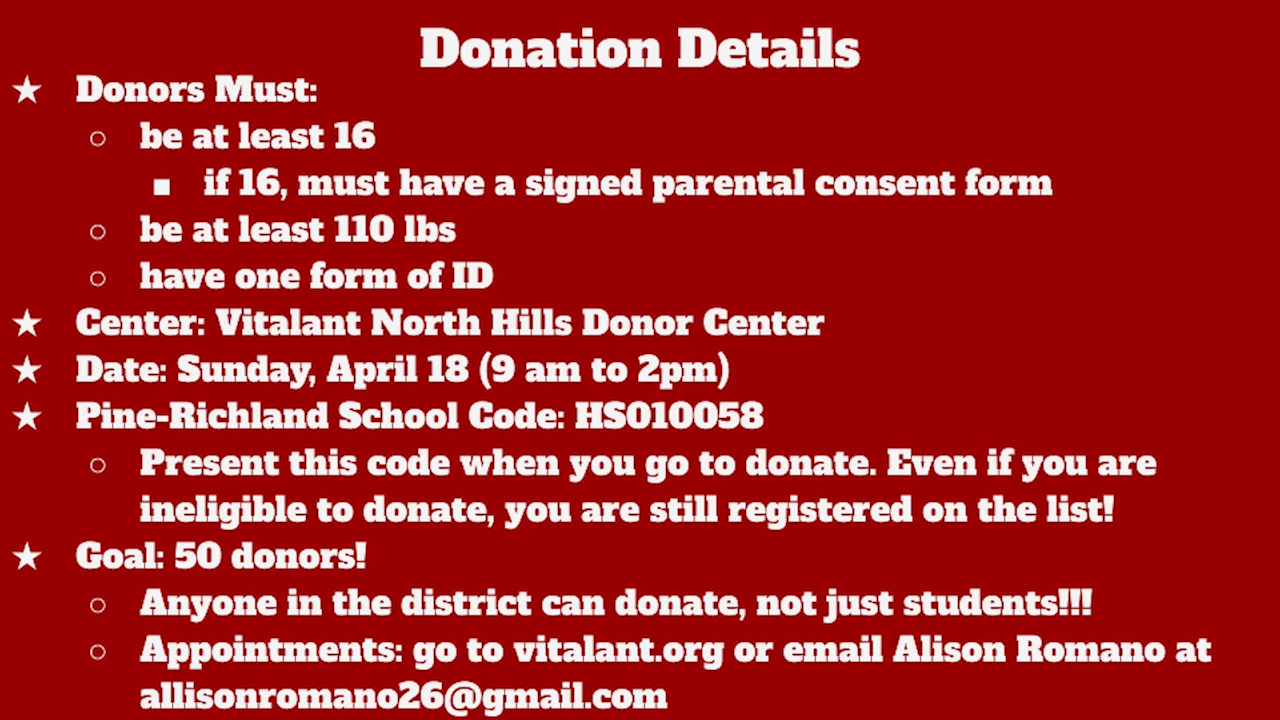 Donation Details
★ Donors Must:
○ be at least 16
■ if 16, must have a signed parental consent form
○ be at least 110 lbs
○ have one form of ID
★ Center: Vitalant North Hills Donor Center
★ Date: Sunday, April 18 (9 am to 2pm)
★ Pine-Richland School Code: HS010058
○ Present this code when you go to donate. Even if you are
ineligible to donate, you are still registered on the list!
★ Goal: 50 donors!
○ Anyone in the district can donate, not just students!!!
○ Appointments: go to vitalant.org or email Alison Romano at
allisonromano26@gmail.com